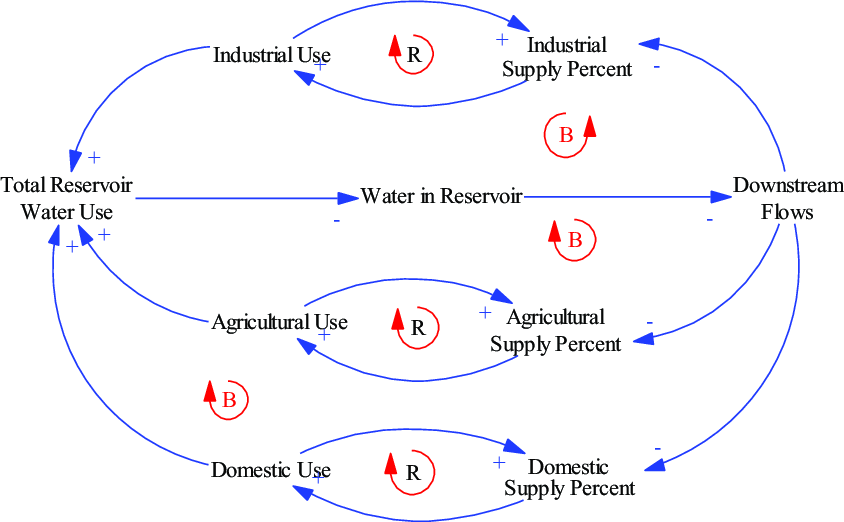 Industrial Use
+
R
+
+
Industrial
Supply Percent
-
+
B
Total Reservoir
Water Use
-
Water in Reservoir
-
Downstream
Flows
+
+
B
Agricultural Use
+
R
+
Agricultural
Supply Percent
-
B
Domestic Use
+
R
+
Domestic
Supply Percent
-